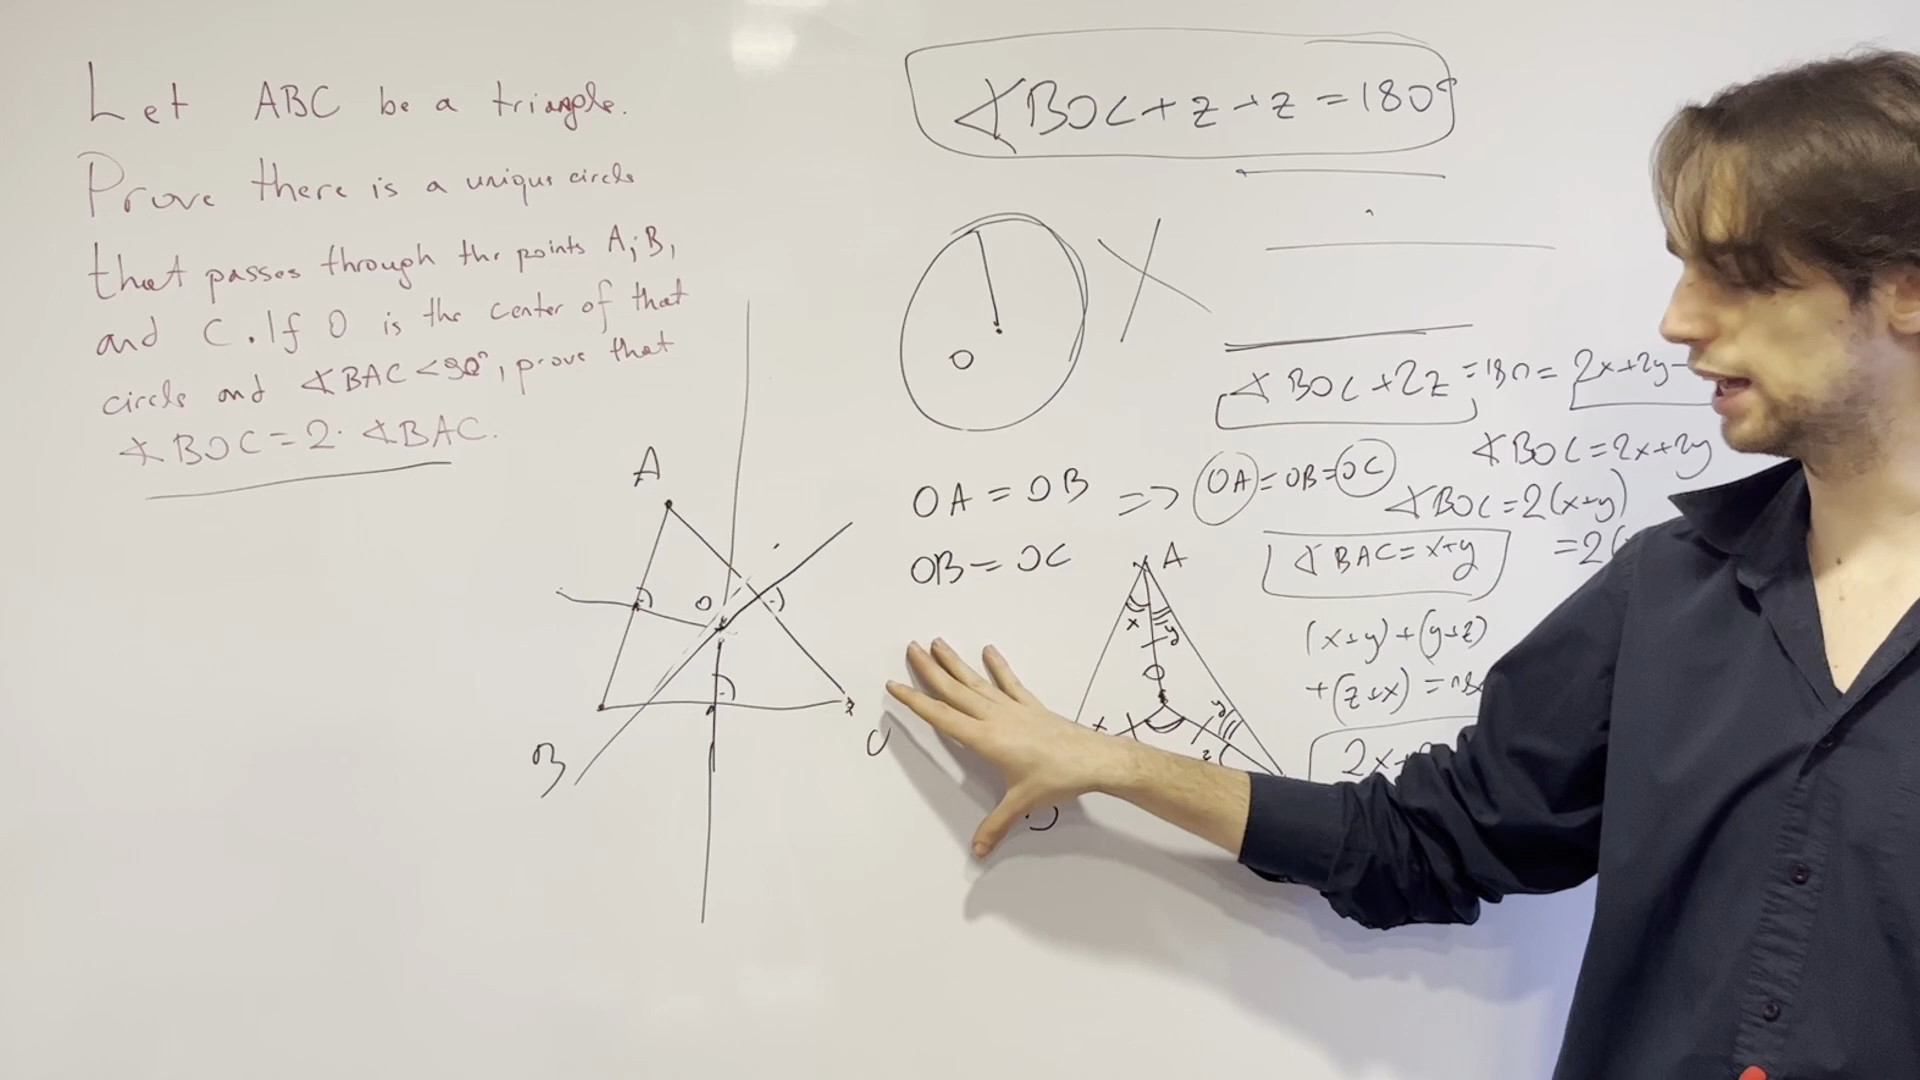 Let ABC be a triangle.
Prove there is a unique circle
that passes through the points A, B,
and C. If O is the center of that
circle and ∢BAC < 90°, prove that
∢BOC = 2·∢BAC.
A
O
B
C
∢BOC + z + z = 180°
O
∢BOC + 2z = 180 = 2x + 2y
∢BOC = 2x + 2y
OA = OB => OA = OB = OC
∢BOC = 2(x+y)
= 2(
OB = OC
A
∢BAC = x+y
x
y
(x+y) + (y+z)
+ (z+x) =
x
y
z
2x +